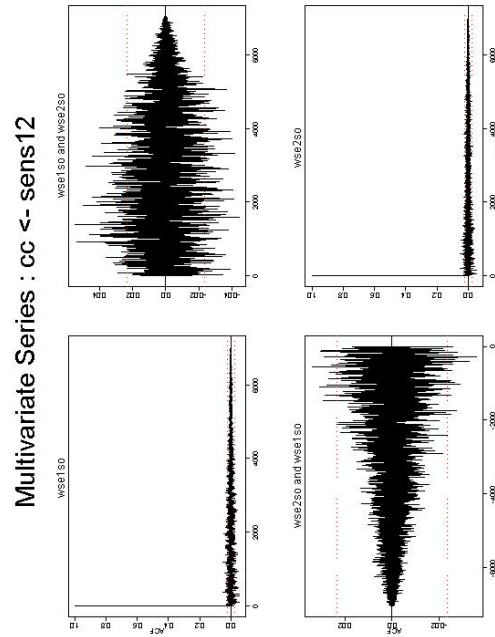 Multivariate Series : cc <- sens12
wse1so
ACF
0.0 0.2 0.4 0.6 0.8 1.0
0 2000 4000 6000
wse1so and wse2so
-0.04 -0.02 0.0 0.02 0.04
0 2000 4000 6000
wse2so and wse1so
ACF
-0.02 0.0 0.02
-6000 -4000 -2000 0
wse2so
0.0 0.2 0.4 0.6 0.8 1.0
0 2000 4000 6000